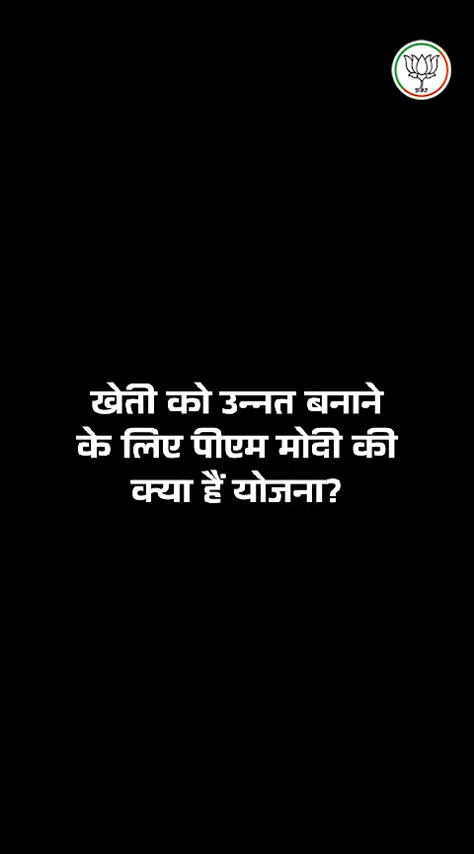 खेती को उन्नत बनाने
के लिए पीएम मोदी की
क्या हैं योजना?